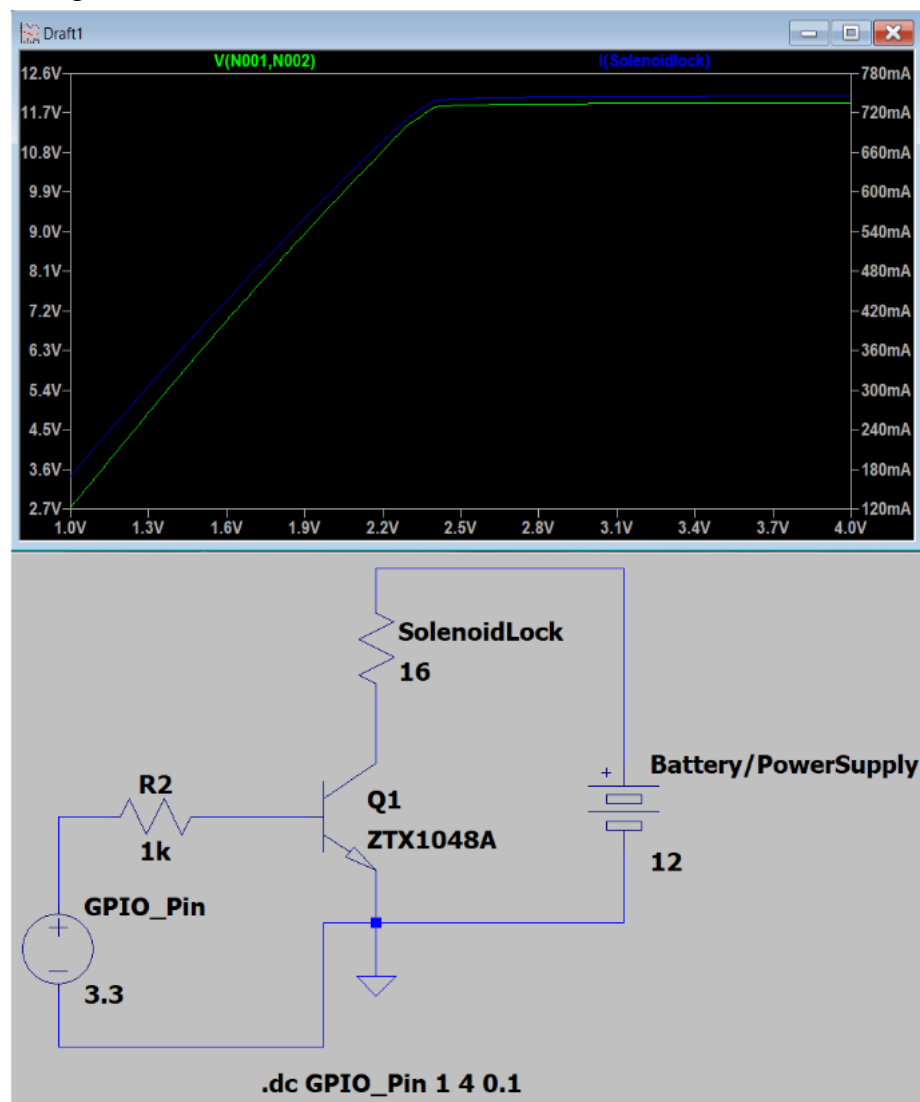 Draft1
V(N001,N002) I(Solenoidlock)
12.6V 780mA
11.7V 720mA
10.8V 660mA
9.9V 600mA
9.0V 540mA
8.1V 480mA
7.2V 420mA
6.3V 360mA
5.4V 300mA
4.5V 240mA
3.6V 180mA
2.7V 120mA
1.0V 1.3V 1.6V 1.9V 2.2V 2.5V 2.8V 3.1V 3.4V 3.7V 4.0V
SolenoidLock
16
Battery/PowerSupply
+
12
R2
1k
Q1
ZTX1048A
GPIO_Pin
+
3.3
.dc GPIO_Pin 1 4 0.1